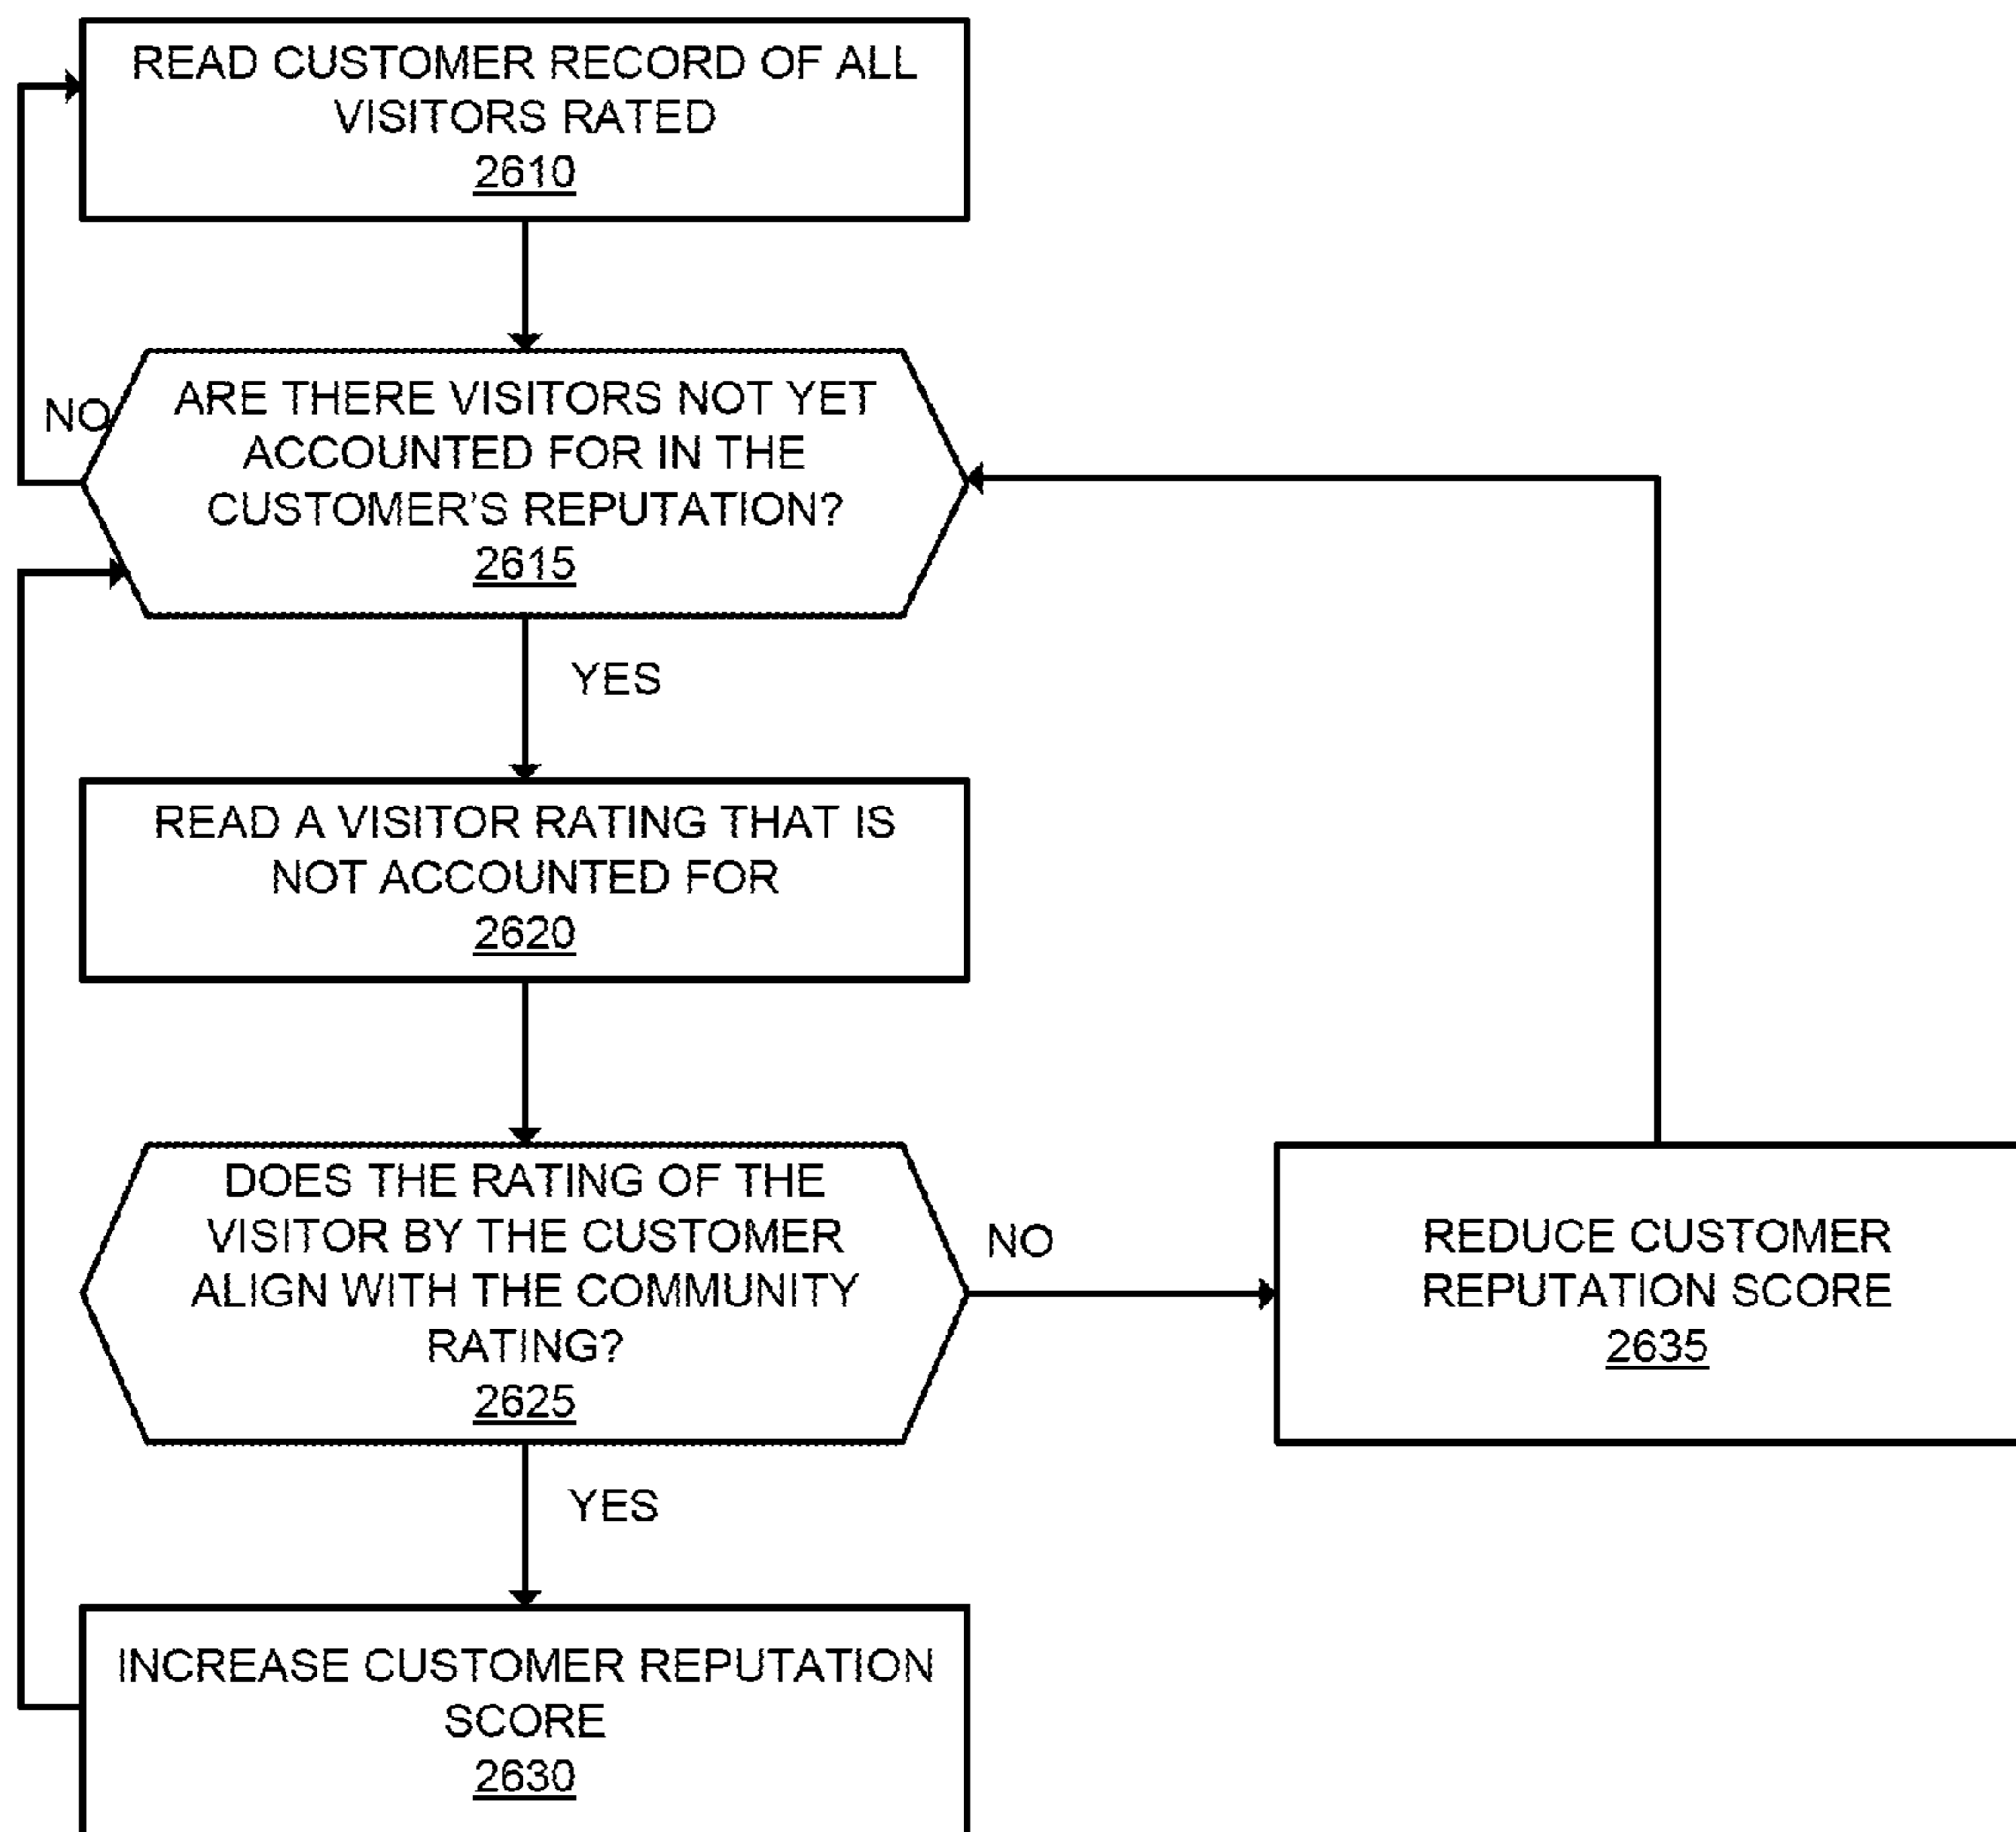 READ CUSTOMER RECORD OF ALL
VISITORS RATED
2610
NO
ARE THERE VISITORS NOT YET
ACCOUNTED FOR IN THE
CUSTOMER'S REPUTATION?
2615
YES
READ A VISITOR RATING THAT IS
NOT ACCOUNTED FOR
2620
DOES THE RATING OF THE
VISITOR BY THE CUSTOMER
ALIGN WITH THE COMMUNITY
RATING?
2625
NO
REDUCE CUSTOMER
REPUTATION SCORE
2635
YES
INCREASE CUSTOMER REPUTATION
SCORE
2630